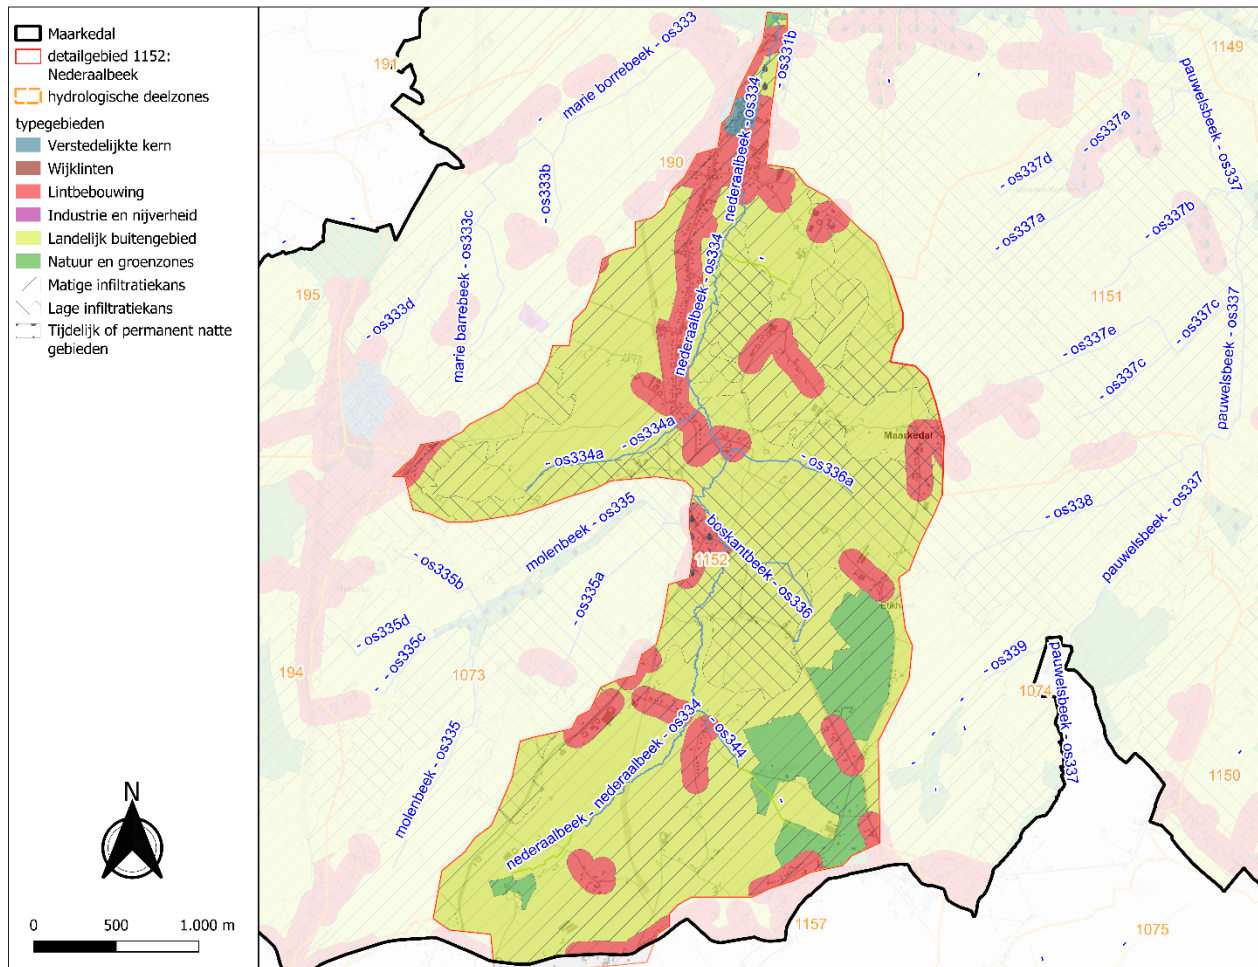 Maarkedal
detailgebied 1152:
Nederaalbeek
hydrologische deelzones
typegebieden
Verstedelijkte kern
Wijklinten
Lintbebouwing
Industrie en nijverheid
Landelijk buitengebied
Natuur en groenzones
Matige infiltratiekans
Lage infiltratiekans
Tijdelijk of permanent natte
gebieden
N
0 500 1.000 m
191
marie borrebeek - os333
- os331b
1149
- os337a
pauwelsbeek - os337
- os337d
190
nederaalbeek - os334
- os333b
- os333c
- os337a
- os337b
nederaalbeek - os334
195
- os333d
marie barrebeek - os333
1151
- os337e
- os337c
- os337c
pauwelsbeek - os337
- os334a
- os334a
Maarkedal
- os336a
- os338
pauwelsbeek - os337
molenbeek - os335
boskantbeek - os336
1152
- os335b
- os335a
Etikhove
- os335d
- os335c
194
1073
- os339
1074
pauwelsbeek - os337
- os344
molenbeek - os335
nederaalbeek - nederaalbeek - os334
1150
1157
1075